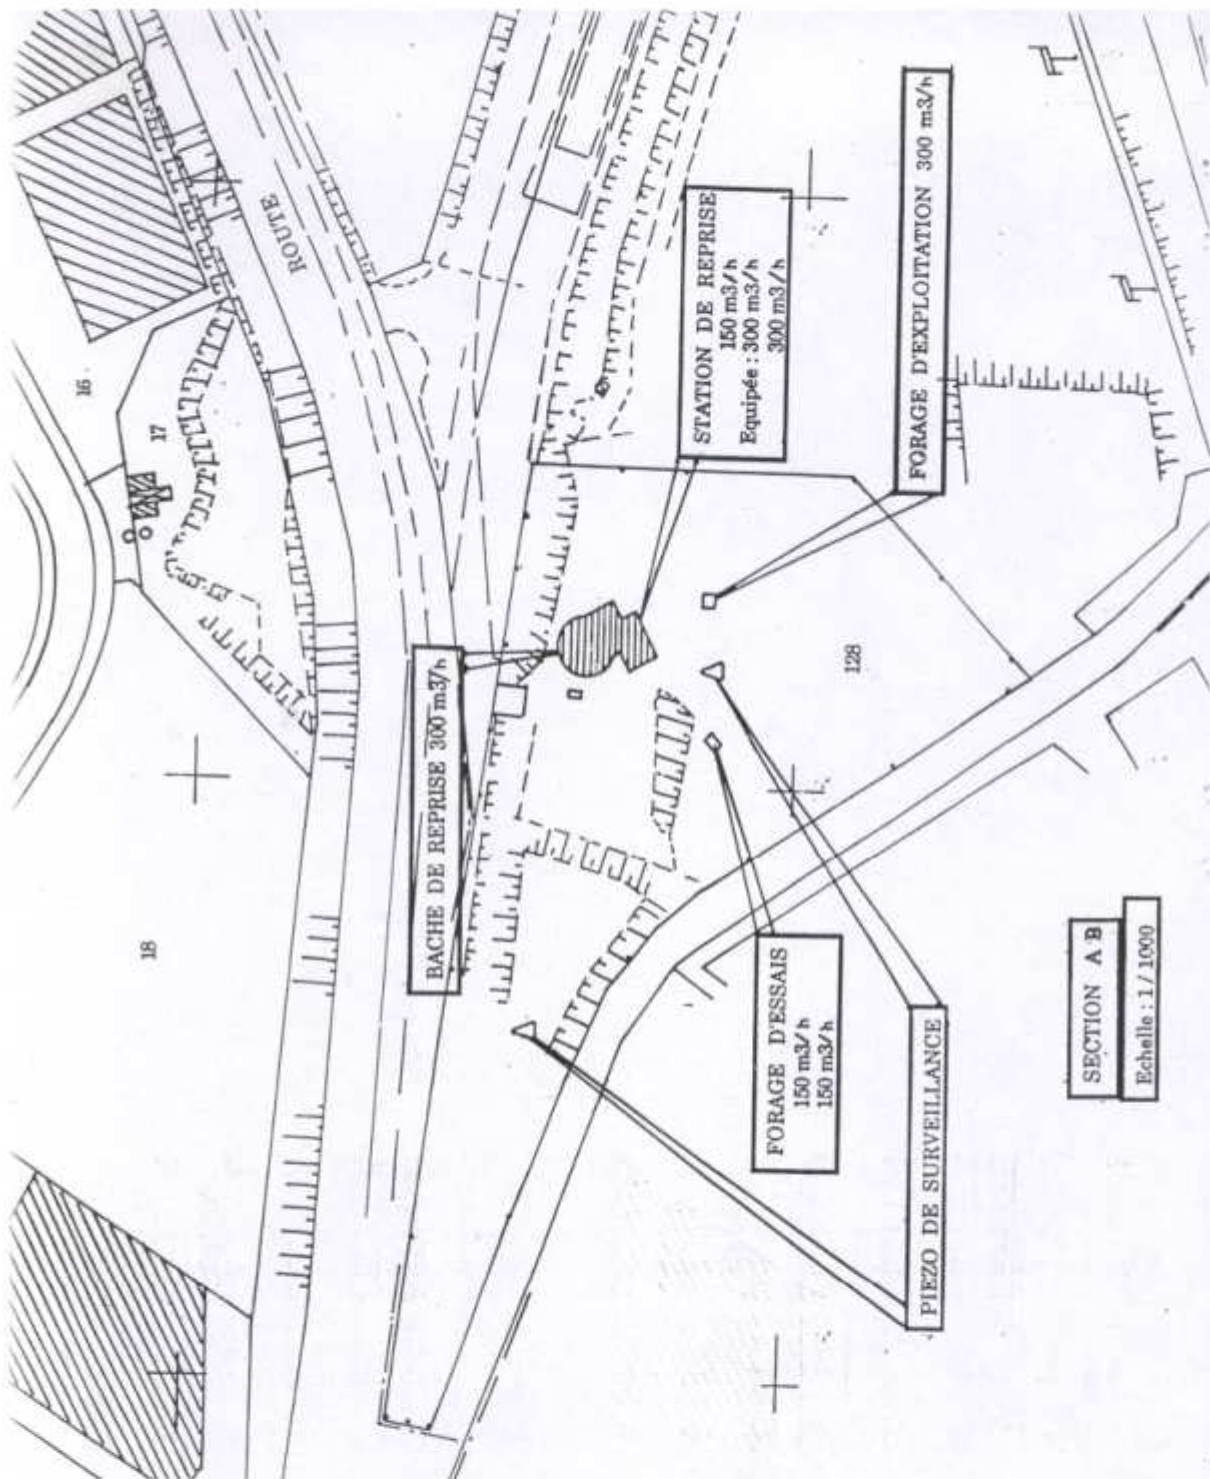 ROUTE
16
17
18
128
STATION DE REPRISE
150 m3/h
Equipée : 300 m3/h
300 m3/h
FORAGE D'EXPLOITATION 300 m3/h
BACHE DE REPRISE 300 m3/h
FORAGE D'ESSAIS
150 m3/h
150 m3/h
PIEZO DE SURVEILLANCE
SECTION A B
Echelle : 1 / 1000